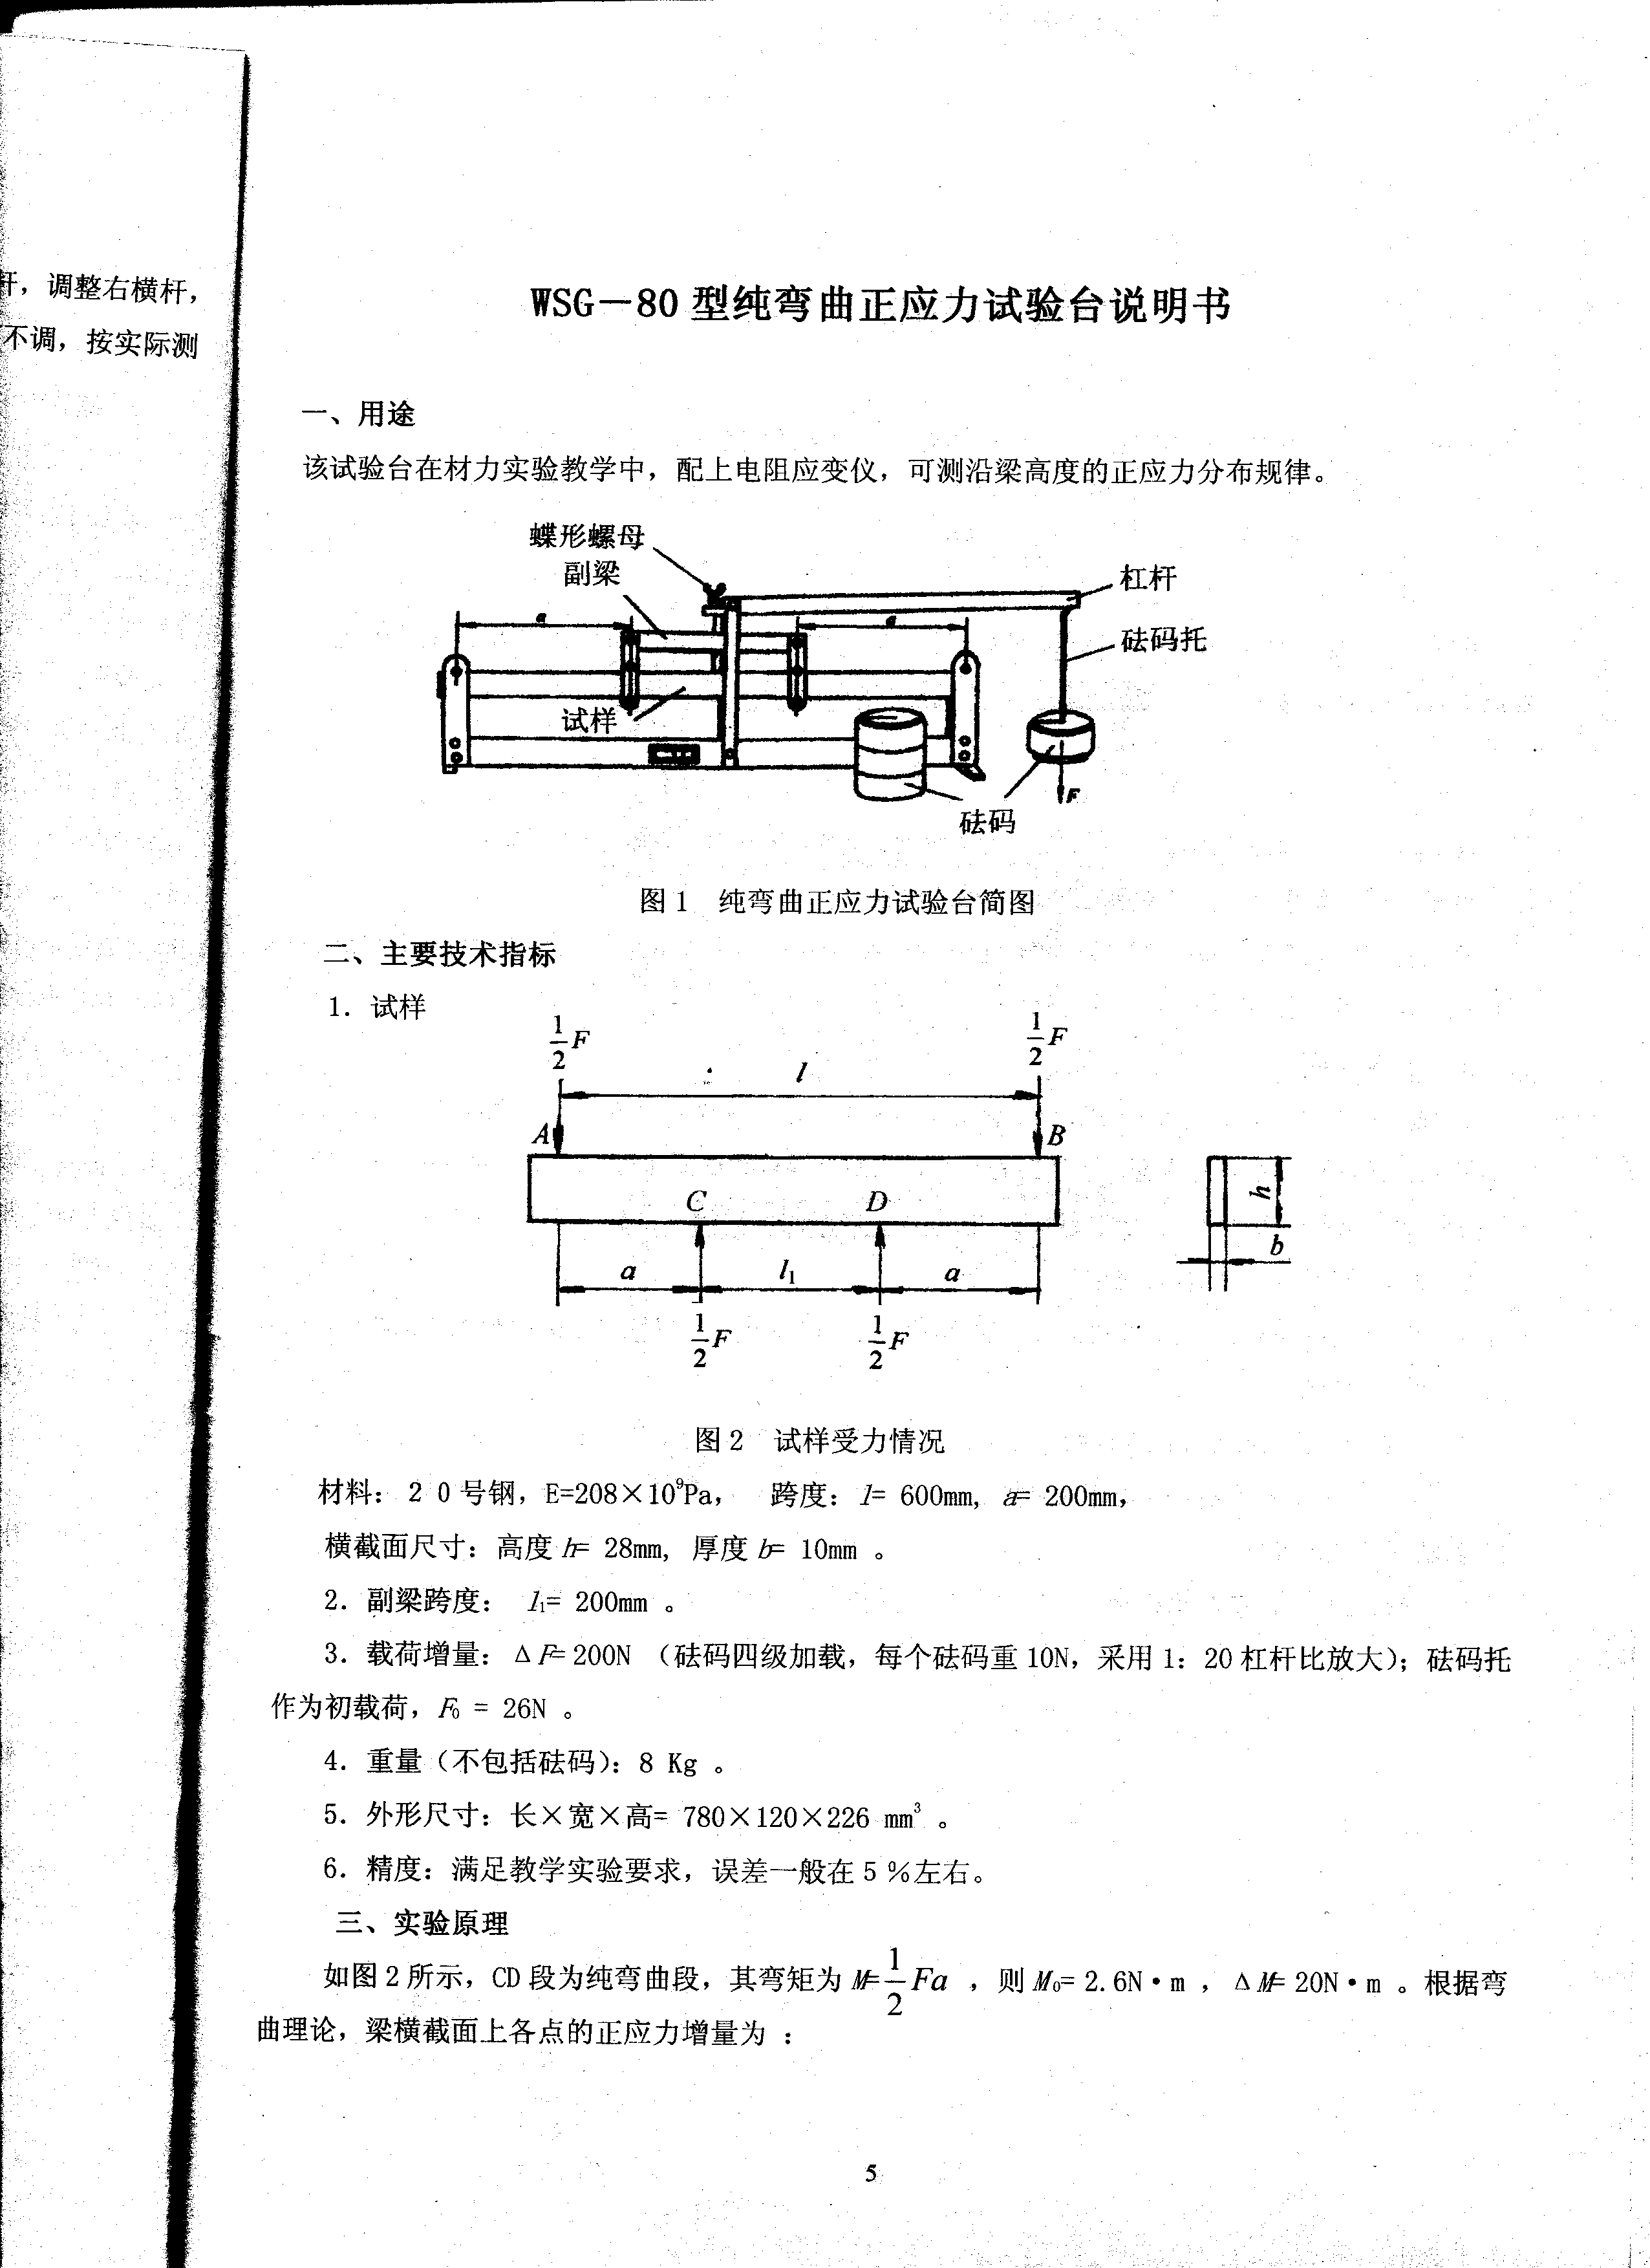 杆，调整右横杆，
不调，按实际测
WSG－80 型纯弯曲正应力试验台说明书
一、用途
该试验台在材力实验教学中，配上电阻应变仪，可测沿梁高度的正应力分布规律。
蝶形螺母
副梁
杠杆
a
a
砝码托
试样
F
砝码
图 1　纯弯曲正应力试验台简图
二、主要技术指标
1. 试样
1/2 F
1/2 F
l
A
B
C
D
h
b
a
l₁
a
1/2 F
1/2 F
图 2　试样受力情况
材料： 2 0 号钢，E=208×10⁹Pa，　跨度：l= 600mm, a= 200mm，
横截面尺寸：高度 h= 28mm, 厚度 b= 10mm 。
2. 副梁跨度： l₁= 200mm 。
3. 载荷增量：ΔF=200N （砝码四级加载，每个砝码重 10N，采用 1：20 杠杆比放大）；砝码托
作为初载荷，F₀ = 26N 。
4. 重量（不包括砝码）：8 Kg 。
5. 外形尺寸：长×宽×高= 780×120×226 mm³ 。
6. 精度：满足教学实验要求，误差一般在 5 %左右。
三、实验原理
如图 2 所示，CD 段为纯弯曲段，其弯矩为 M=1/2 Fa ，则 M₀= 2.6N·m ，ΔM= 20N·m 。根据弯
曲理论，梁横截面上各点的正应力增量为 ：
5